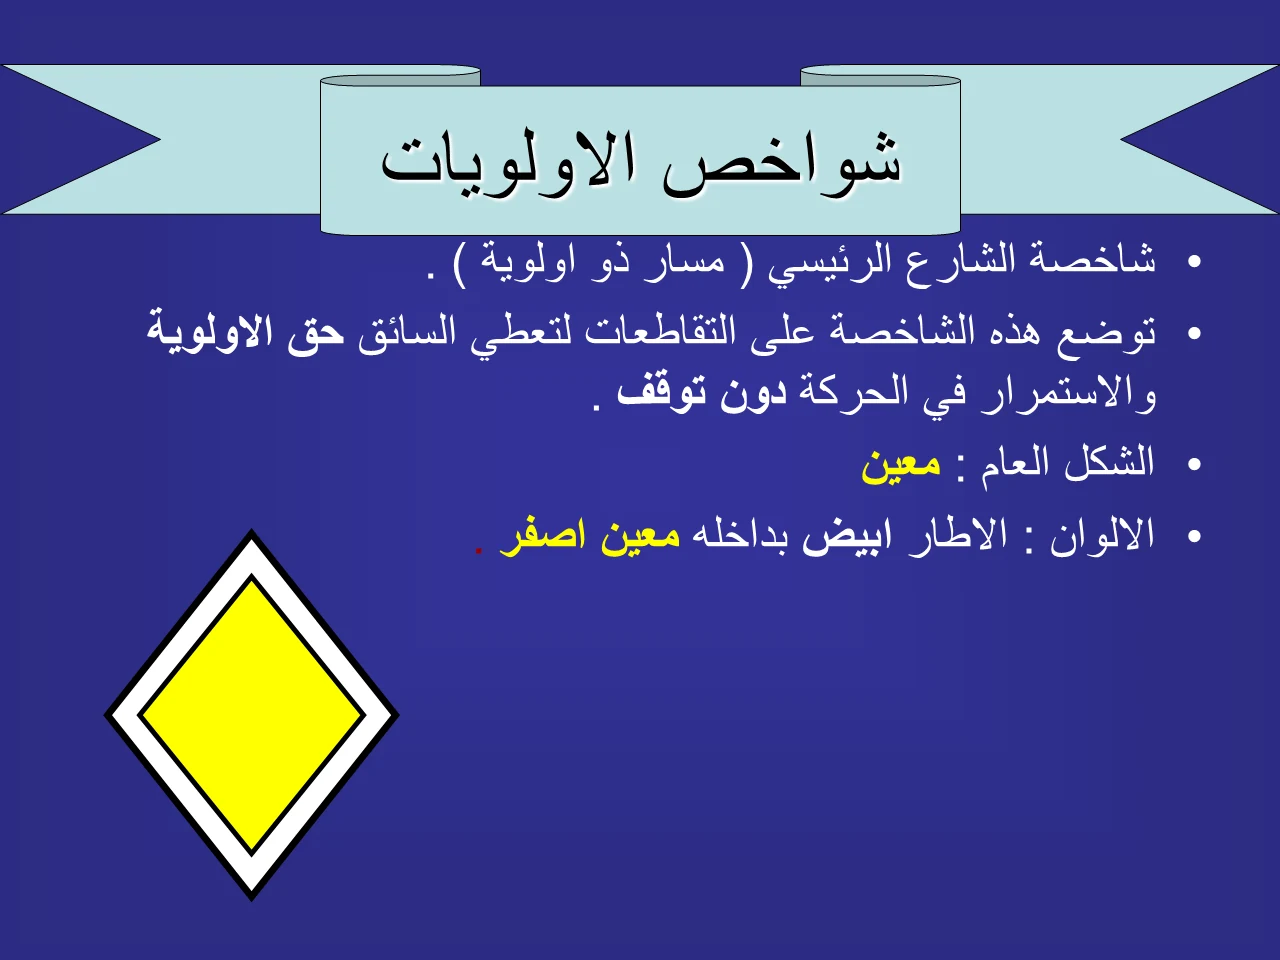 شواخص الاولويات
• شاخصة الشارع الرئيسي ( مسار ذو اولوية ) .
• توضع هذه الشاخصة على التقاطعات لتعطي السائق حق الاولوية
والاستمرار في الحركة دون توقف .
• الشكل العام : معين
• الالوان : الاطار ابيض بداخله معين اصفر .